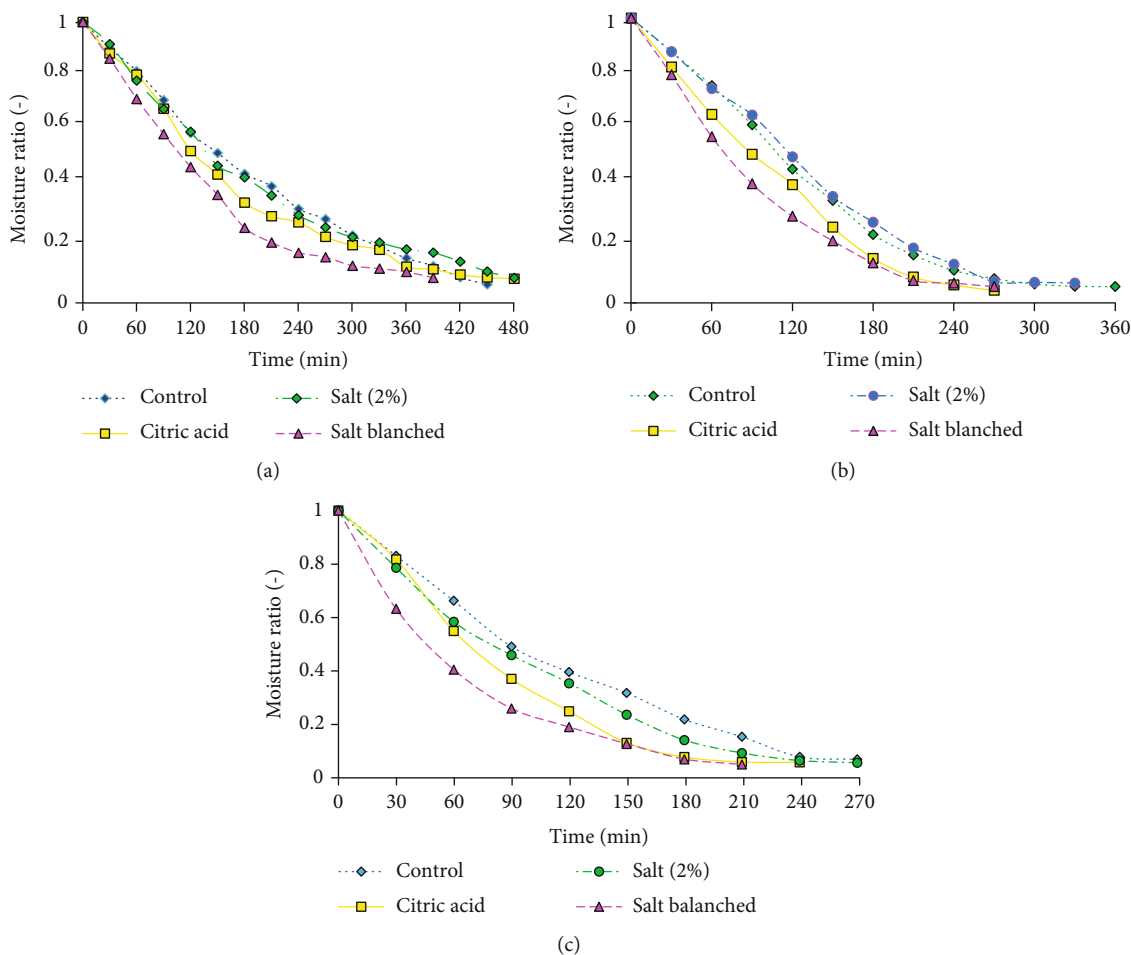 1
0.8
0.6
0.4
0.2
0
Moisture ratio (-)
0 60 120 180 240 300 360 420 480
Time (min)
Control
Salt (2%)
Citric acid
Salt blanched
(a)
1
0.8
0.6
0.4
0.2
0
Moisture ratio (-)
0 60 120 180 240 300 360
Time (min)
Control
Salt (2%)
Citric acid
Salt blanched
(b)
1
0.8
0.6
0.4
0.2
0
Moisture ratio (-)
0 30 60 90 120 150 180 210 240 270
Time (min)
Control
Salt (2%)
Citric acid
Salt balanched
(c)